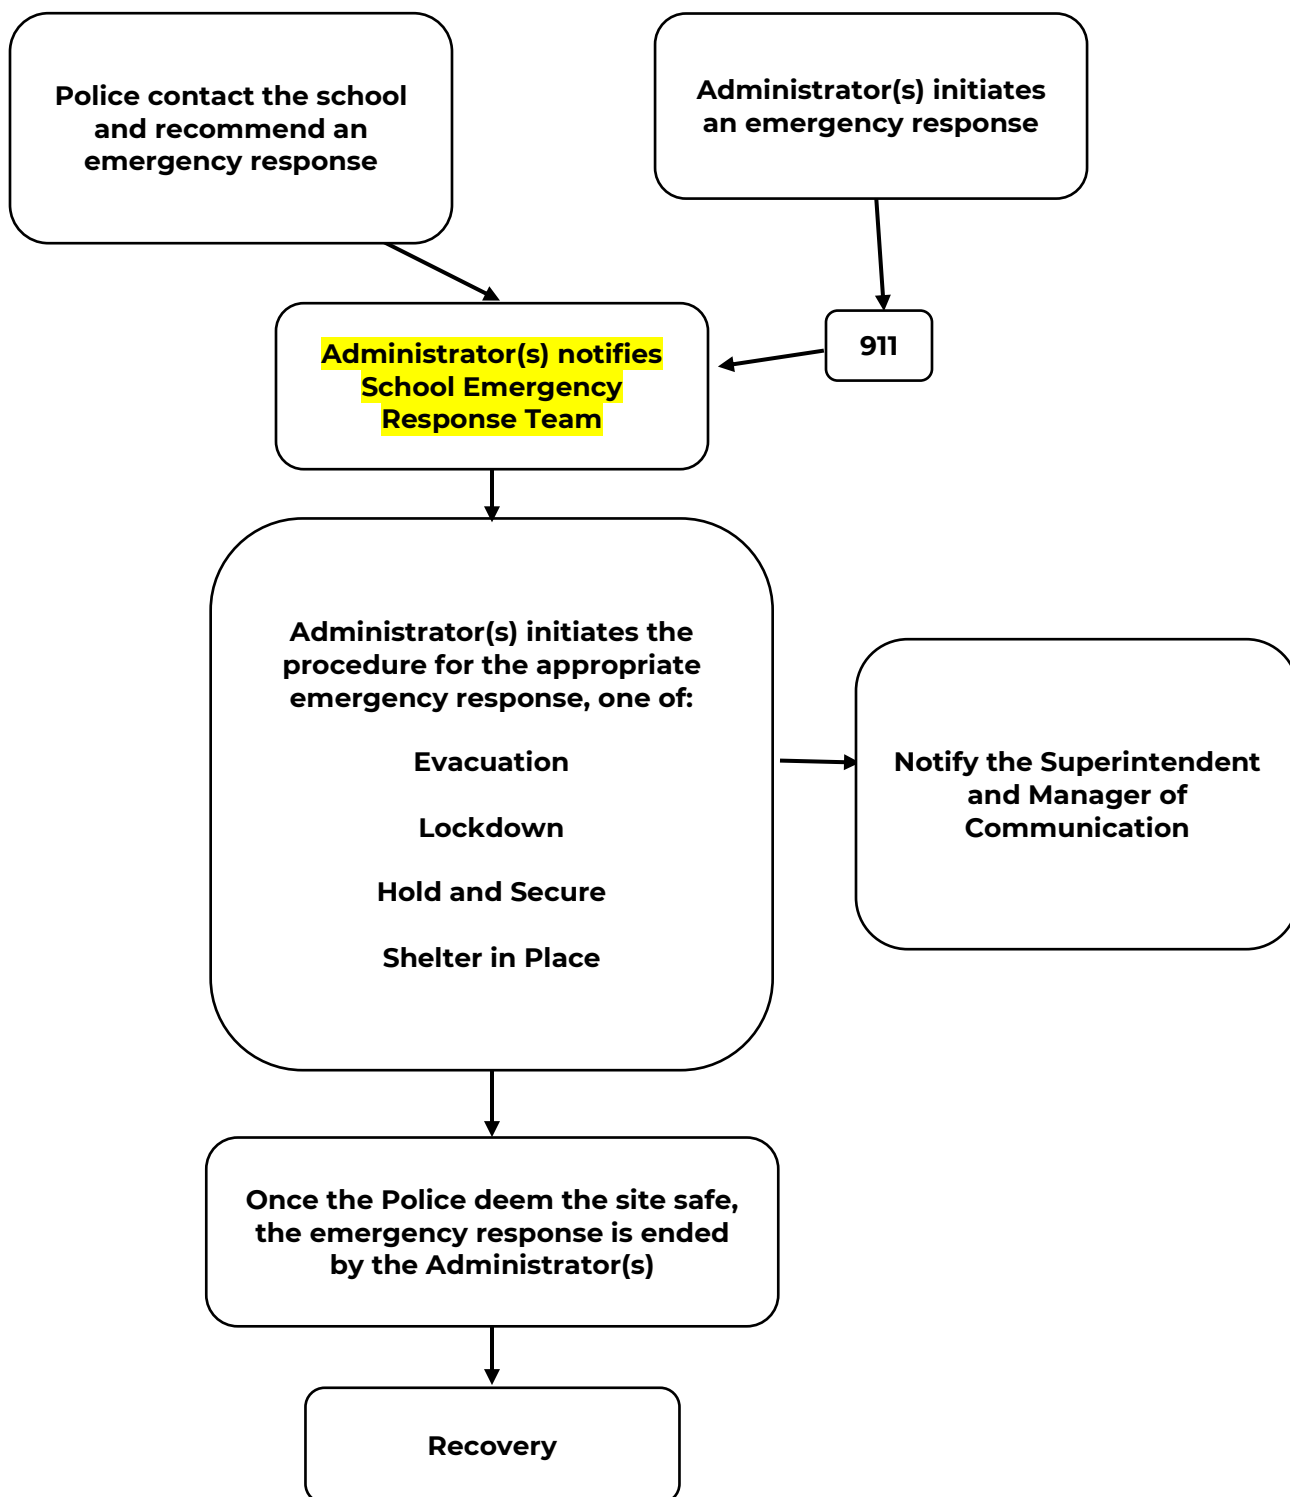 Police contact the school
and recommend an
emergency response
Administrator(s) initiates
an emergency response
911
Administrator(s) notifies
School Emergency
Response Team
Administrator(s) initiates the
procedure for the appropriate
emergency response, one of:
Evacuation
Lockdown
Hold and Secure
Shelter in Place
Notify the Superintendent
and Manager of
Communication
Once the Police deem the site safe,
the emergency response is ended
by the Administrator(s)
Recovery